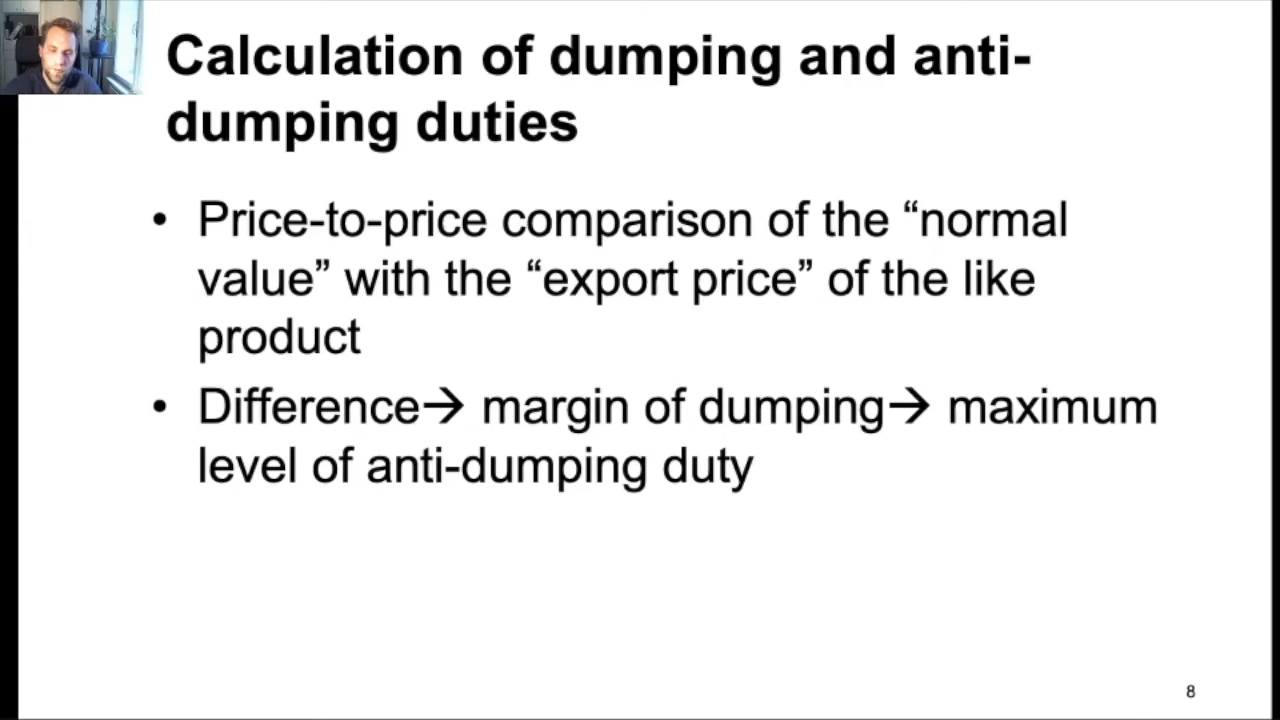 Calculation of dumping and anti-
dumping duties
• Price-to-price comparison of the “normal
value” with the “export price” of the like
product
• Difference→ margin of dumping→ maximum
level of anti-dumping duty
8